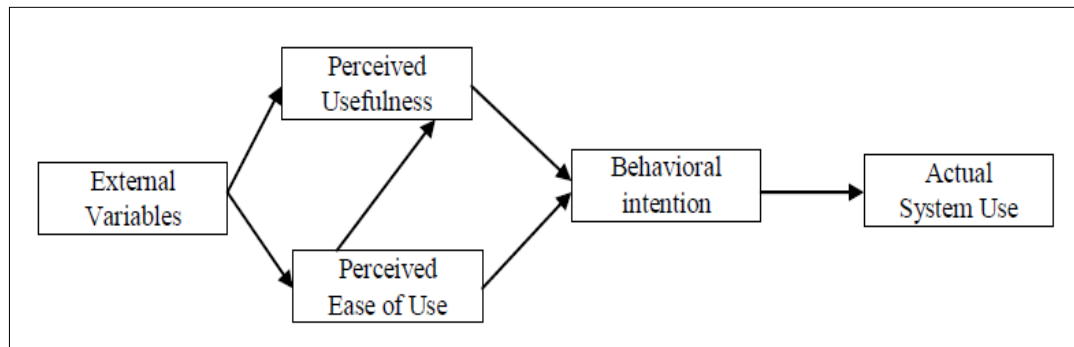 Perceived
Usefulness
External
Variables
Behavioral
intention
Actual
System Use
Perceived
Ease of Use